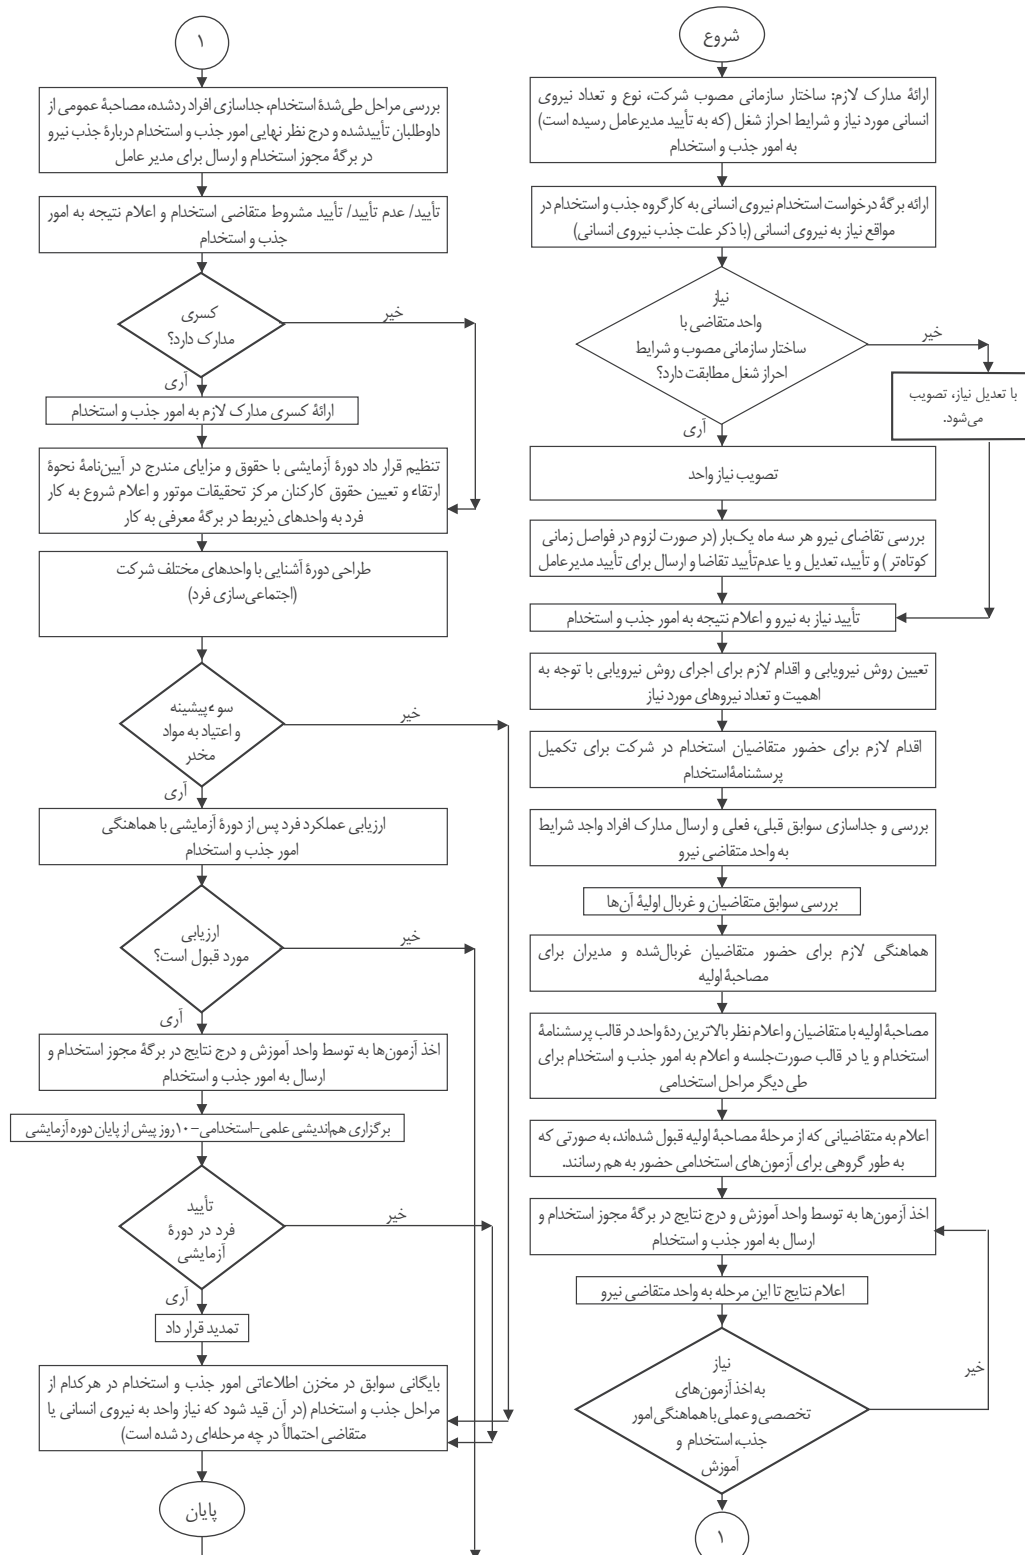 شروع
ارائهٔ مدارک لازم: ساختار سازمانی مصوب شرکت، نوع و تعداد نیروی
انسانی مورد نیاز و شرایط احراز شغل (که به تأیید مدیرعامل رسیده است)
به امور جذب و استخدام
ارائه برگهٔ درخواست استخدام نیروی انسانی به کارگروه جذب و استخدام در
مواقع نیاز به نیروی انسانی (با ذکر علت جذب نیروی انسانی)
نیاز
واحد متقاضی با
ساختار سازمانی مصوب و شرایط
احراز شغل مطابقت دارد؟
خیر
با تعدیل نیاز، تصویب
می‌شود.
آری
تصویب نیاز واحد
بررسی تقاضای نیرو هر سه ماه یک‌بار (در صورت لزوم در فواصل زمانی
کوتاه‌تر ) و تأیید، تعدیل و یا عدم‌تأیید تقاضا و ارسال برای تأیید مدیرعامل
تأیید نیاز به نیرو و اعلام نتیجه به امور جذب و استخدام
تعیین روش نیرویابی و اقدام لازم برای اجرای روش نیرویابی با توجه به
اهمیت و تعداد نیروهای مورد نیاز
اقدام لازم برای حضور متقاضیان استخدام در شرکت برای تکمیل
پرسشنامهٔ‌استخدام
بررسی و جداسازی سوابق قبلی، فعلی و ارسال مدارک افراد واجد شرایط
به واحد متقاضی نیرو
بررسی سوابق متقاضیان و غربال اولیهٔ آن‌ها
هماهنگی لازم برای حضور متقاضیان غربال‌شده و مدیران برای
مصاحبهٔ اولیه
مصاحبهٔ اولیه با متقاضیان و اعلام نظر بالاترین ردهٔ واحد در قالب پرسشنامهٔ
استخدام و یا در قالب صورت‌جلسه و اعلام به امور جذب و استخدام برای
طی دیگر مراحل استخدامی
اعلام به متقاضیانی که از مرحلهٔ مصاحبهٔ اولیه قبول شده‌اند، به صورتی که
به طور گروهی برای آزمون‌های استخدامی حضور به هم رسانند.
اخذ آزمون‌ها به توسط واحد آموزش و درج نتایج در برگهٔ مجوز استخدام و
ارسال به امور جذب و استخدام
اعلام نتایج تا این مرحله به واحد متقاضی نیرو
نیاز
به اخذ آزمون‌های
تخصصی و عملی با هماهنگی امور
جذب، استخدام و
آموزش
خیر
۱
۱
بررسی مراحل طی‌شدهٔ استخدام، جداسازی افراد ردشده، مصاحبهٔ عمومی از
داوطلبان تأییدشده و درج نظر نهایی امور جذب و استخدام دربارهٔ جذب نیرو
در برگهٔ مجوز استخدام و ارسال برای مدیر عامل
تأیید/ عدم تأیید/ تأیید مشروط متقاضی استخدام و اعلام نتیجه به امور
جذب و استخدام
کسری
مدارک دارد؟
خیر
آری
ارائهٔ کسری مدارک لازم به امور جذب و استخدام
تنظیم قرار داد دورهٔ آزمایشی با حقوق و مزایای مندرج در آیین‌نامهٔ نحوهٔ
ارتقاء و تعیین حقوق کارکنان مرکز تحقیقات موتور و اعلام شروع به کار
فرد به واحدهای ذیربط در برگهٔ معرفی به کار
طراحی دورهٔ آشنایی با واحدهای مختلف شرکت
(اجتماعی‌سازی فرد)
سوءپیشینه
و اعتیاد به مواد
مخدر
خیر
آری
ارزیابی عملکرد فرد پس از دورهٔ آزمایشی با هماهنگی
امور جذب و استخدام
ارزیابی
مورد قبول است؟
خیر
آری
اخذ آزمون‌ها به توسط واحد آموزش و درج نتایج در برگهٔ مجوز استخدام و
ارسال به امور جذب و استخدام
برگزاری هم‌اندیشی علمی-استخدامی-۱۰روز پیش از پایان دوره آزمایشی
تأیید
فرد در دورهٔ
آزمایشی
خیر
آری
تمدید قرار داد
بایگانی سوابق در مخزن اطلاعاتی امور جذب و استخدام در هرکدام از
مراحل جذب و استخدام (در آن قید شود که نیاز واحد به نیروی انسانی یا
متقاضی احتمالاً در چه مرحله‌ای رد شده است)
پایان